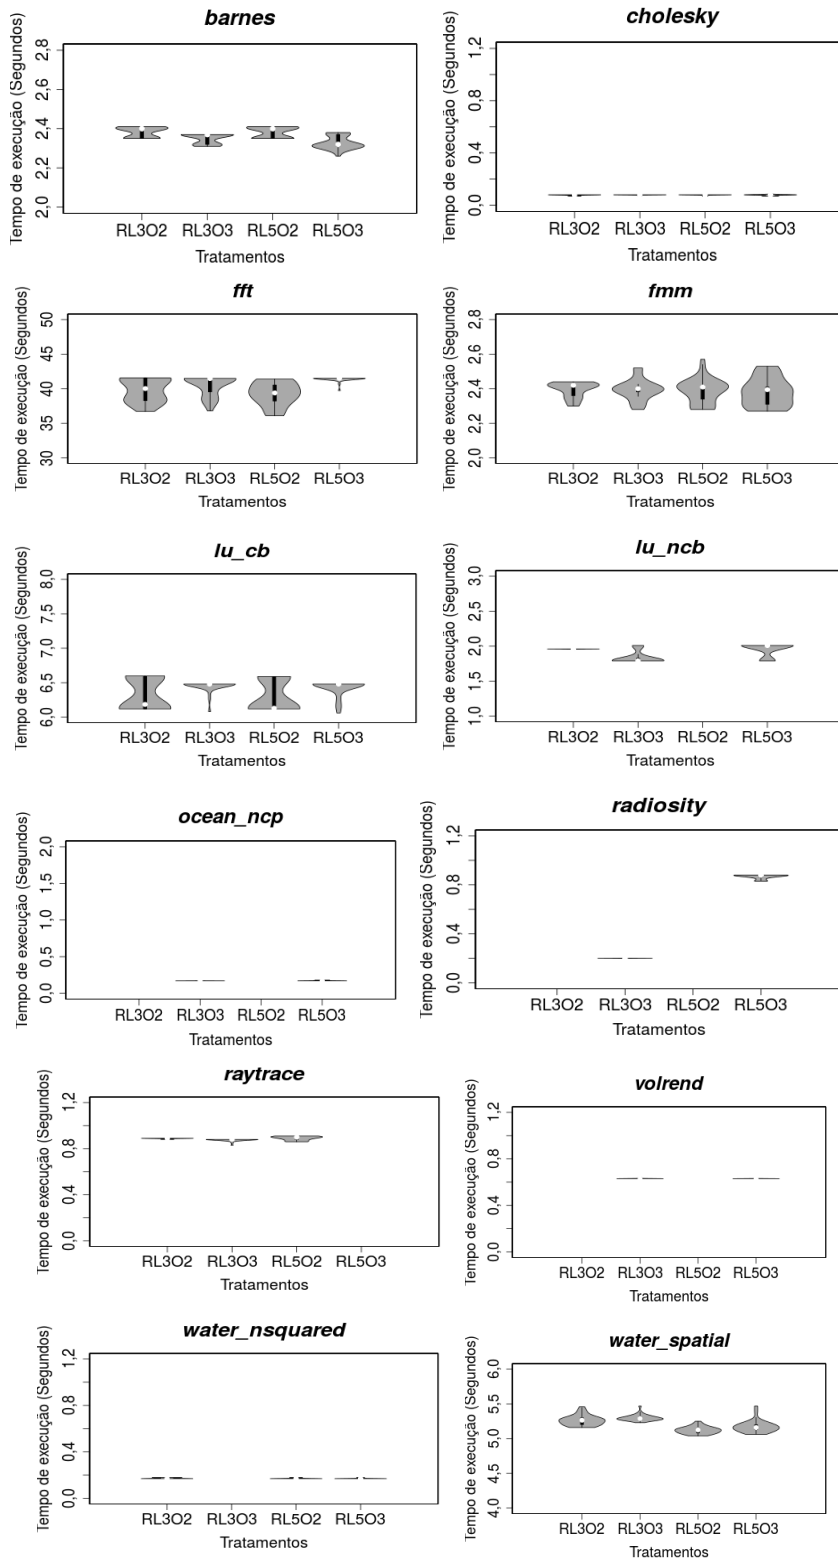 barnes
Tempo de execução (Segundos)
2,8
2,6
2,4
2,2
2,0
RL3O2 RL3O3 RL5O2 RL5O3
Tratamentos
cholesky
Tempo de execução (Segundos)
1,2
0,8
0,4
0,0
RL3O2 RL3O3 RL5O2 RL5O3
Tratamentos
fft
Tempo de execução (Segundos)
50
45
40
35
30
RL3O2 RL3O3 RL5O2 RL5O3
Tratamentos
fmm
Tempo de execução (Segundos)
2,8
2,6
2,4
2,2
2,0
RL3O2 RL3O3 RL5O2 RL5O3
Tratamentos
lu_cb
Tempo de execução (Segundos)
8,0
7,5
7,0
6,5
6,0
RL3O2 RL3O3 RL5O2 RL5O3
Tratamentos
lu_ncb
Tempo de execução (Segundos)
3,0
2,5
2,0
1,5
1,0
RL3O2 RL3O3 RL5O2 RL5O3
Tratamentos
ocean_ncp
Tempo de execução (Segundos)
2,0
1,5
1,0
0,5
0,0
RL3O2 RL3O3 RL5O2 RL5O3
Tratamentos
radiosity
Tempo de execução (Segundos)
1,2
0,8
0,4
0,0
RL3O2 RL3O3 RL5O2 RL5O3
Tratamentos
raytrace
Tempo de execução (Segundos)
1,2
0,8
0,4
0,0
RL3O2 RL3O3 RL5O2 RL5O3
Tratamentos
volrend
Tempo de execução (Segundos)
1,2
0,8
0,4
0,0
RL3O2 RL3O3 RL5O2 RL5O3
Tratamentos
water_nsquared
Tempo de execução (Segundos)
1,2
0,8
0,4
0,0
RL3O2 RL3O3 RL5O2 RL5O3
Tratamentos
water_spatial
Tempo de execução (Segundos)
6,0
5,5
5,0
4,5
4,0
RL3O2 RL3O3 RL5O2 RL5O3
Tratamentos